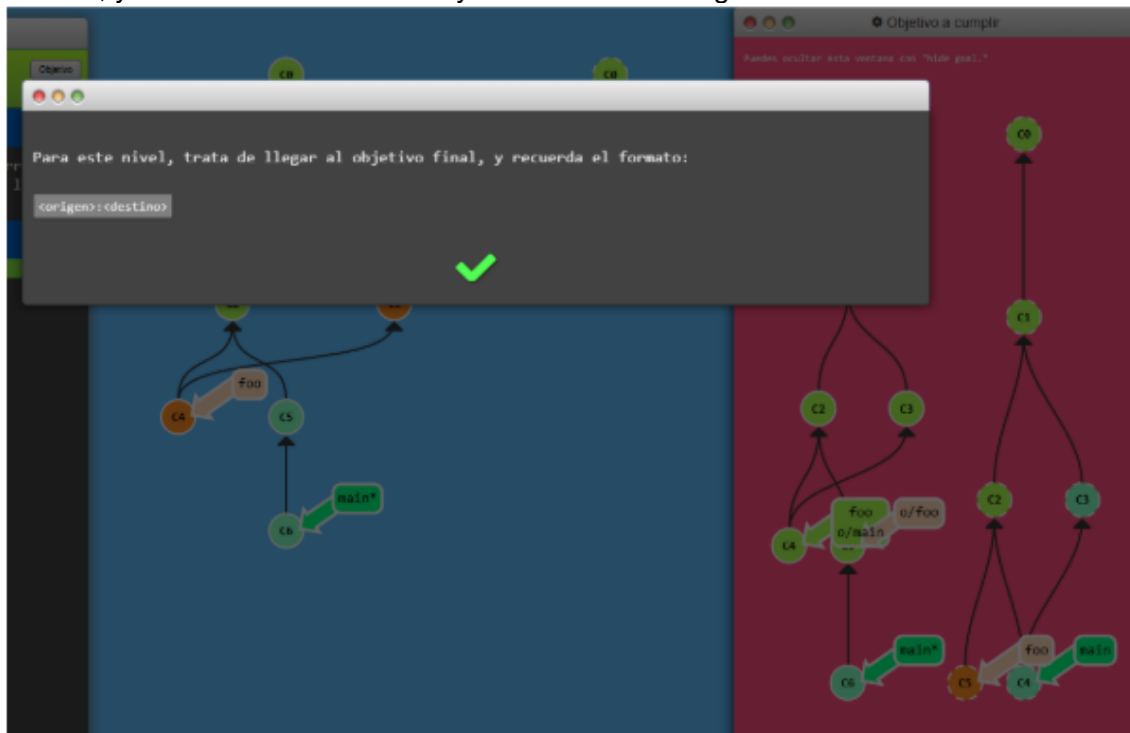 Objetivo a cumplir
Puedes ocultar esta ventana con "hide goal."
Objetivo
C0
C0
Para este nivel, trata de llegar al objetivo final, y recuerda el formato:
<origen>:<destino>
C0
C1
foo
C4
C5
main*
C6
C2
C3
foo
o/main
o/foo
C4
main*
C6
C2
C3
foo
main
C5
C4